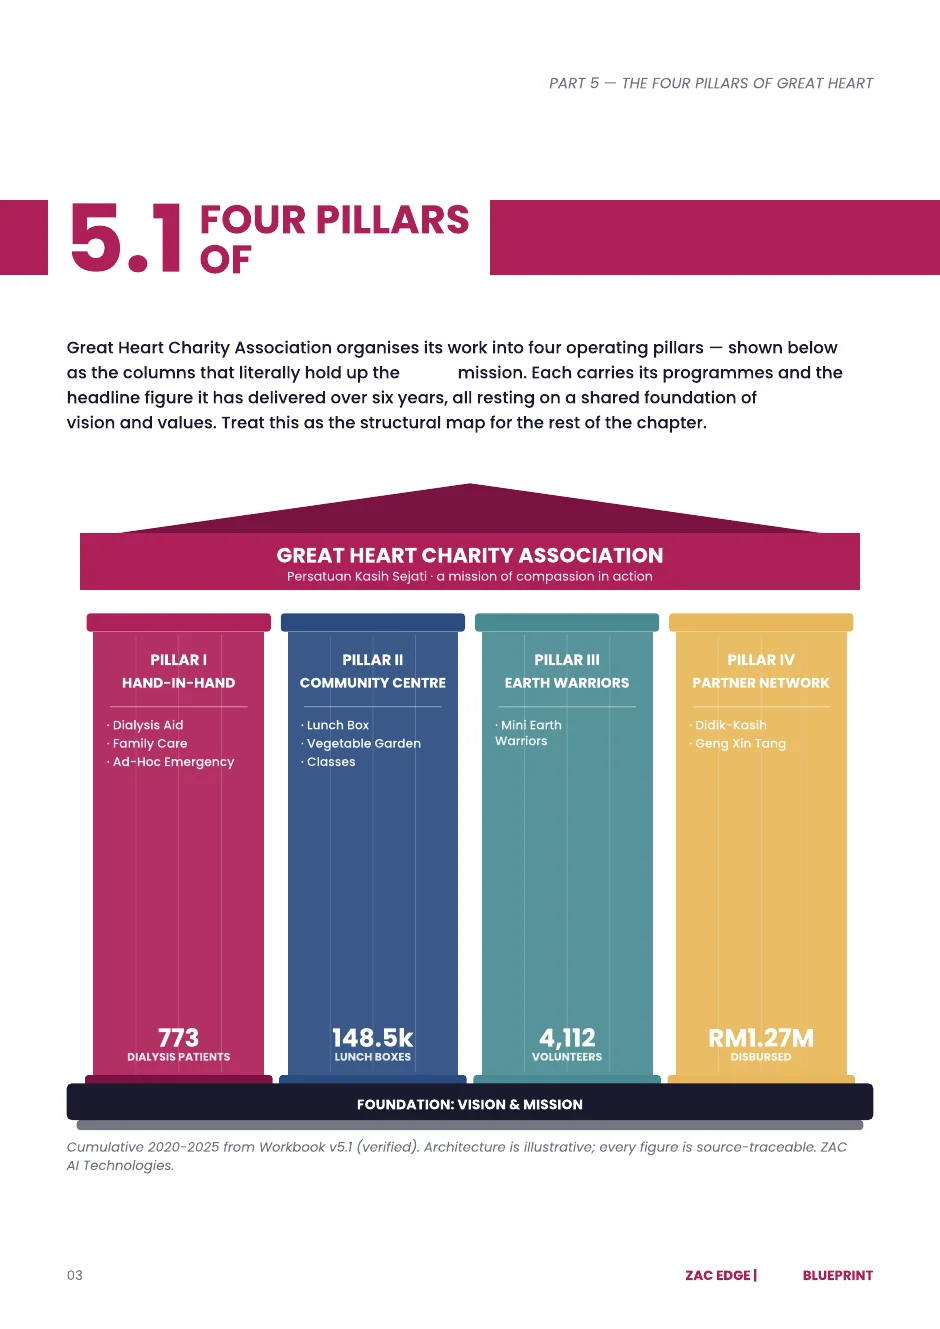 PART 5 — THE FOUR PILLARS OF GREAT HEART
5.1 FOUR PILLARS
OF
Great Heart Charity Association organises its work into four operating pillars — shown below
as the columns that literally hold up the mission. Each carries its programmes and the
headline figure it has delivered over six years, all resting on a shared foundation of
vision and values. Treat this as the structural map for the rest of the chapter.
GREAT HEART CHARITY ASSOCIATION
Persatuan Kasih Sejati · a mission of compassion in action
PILLAR I
HAND-IN-HAND
· Dialysis Aid
· Family Care
· Ad-Hoc Emergency
773
DIALYSIS PATIENTS
PILLAR II
COMMUNITY CENTRE
· Lunch Box
· Vegetable Garden
· Classes
148.5k
LUNCH BOXES
PILLAR III
EARTH WARRIORS
· Mini Earth
Warriors
4,112
VOLUNTEERS
PILLAR IV
PARTNER NETWORK
· Didik-Kasih
· Geng Xin Tang
RM1.27M
DISBURSED
FOUNDATION: VISION & MISSION
Cumulative 2020-2025 from Workbook v5.1 (verified). Architecture is illustrative; every figure is source-traceable. ZAC
AI Technologies.
03
ZAC EDGE | BLUEPRINT